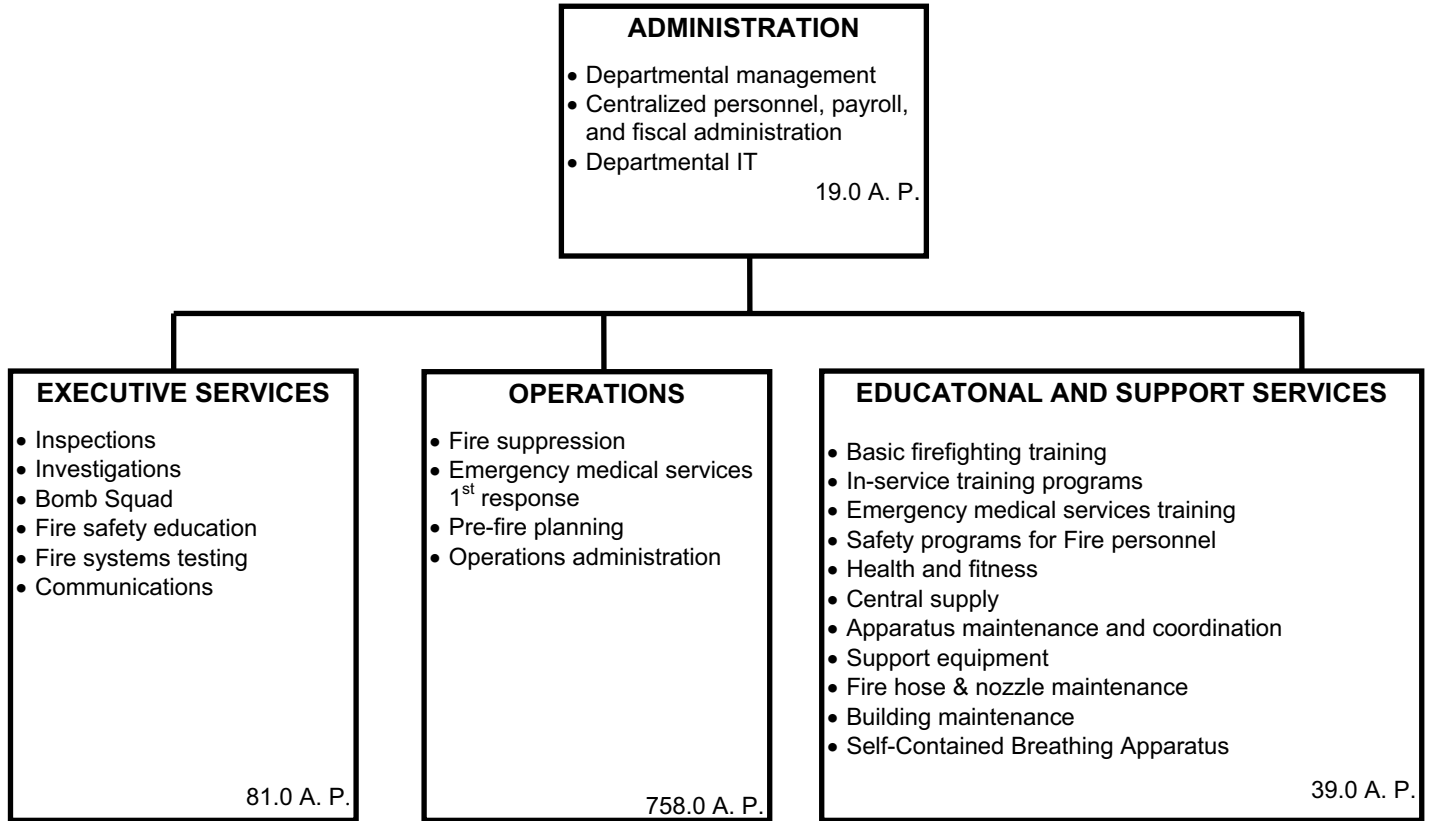 ADMINISTRATION
• Departmental management
• Centralized personnel, payroll,
and fiscal administration
• Departmental IT
19.0 A. P.
EXECUTIVE SERVICES
• Inspections
• Investigations
• Bomb Squad
• Fire safety education
• Fire systems testing
• Communications
81.0 A. P.
OPERATIONS
• Fire suppression
• Emergency medical services
1st response
• Pre-fire planning
• Operations administration
758.0 A. P.
EDUCATONAL AND SUPPORT SERVICES
• Basic firefighting training
• In-service training programs
• Emergency medical services training
• Safety programs for Fire personnel
• Health and fitness
• Central supply
• Apparatus maintenance and coordination
• Support equipment
• Fire hose & nozzle maintenance
• Building maintenance
• Self-Contained Breathing Apparatus
39.0 A. P.